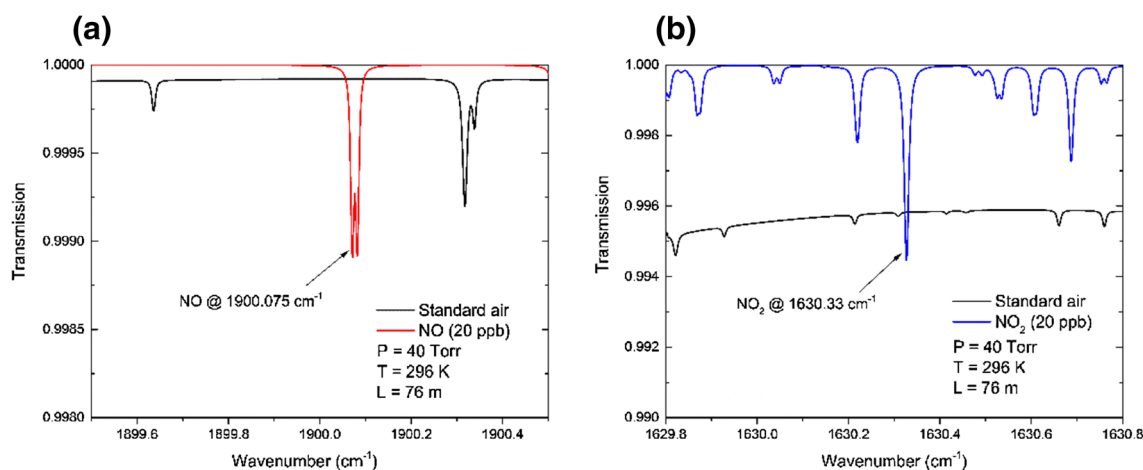 (a)
1.0000
0.9995
0.9990
0.9985
0.9980
Transmission
NO @ 1900.075 cm⁻¹
Standard air
NO (20 ppb)
P = 40 Torr
T = 296 K
L = 76 m
1899.6
1899.8
1900.0
1900.2
1900.4
Wavenumber (cm⁻¹)
(b)
1.000
0.998
0.996
0.994
0.992
0.990
Transmission
NO₂ @ 1630.33 cm⁻¹
Standard air
NO₂ (20 ppb)
P = 40 Torr
T = 296 K
L = 76 m
1629.8
1630.0
1630.2
1630.4
1630.6
1630.8
Wavenumber (cm⁻¹)